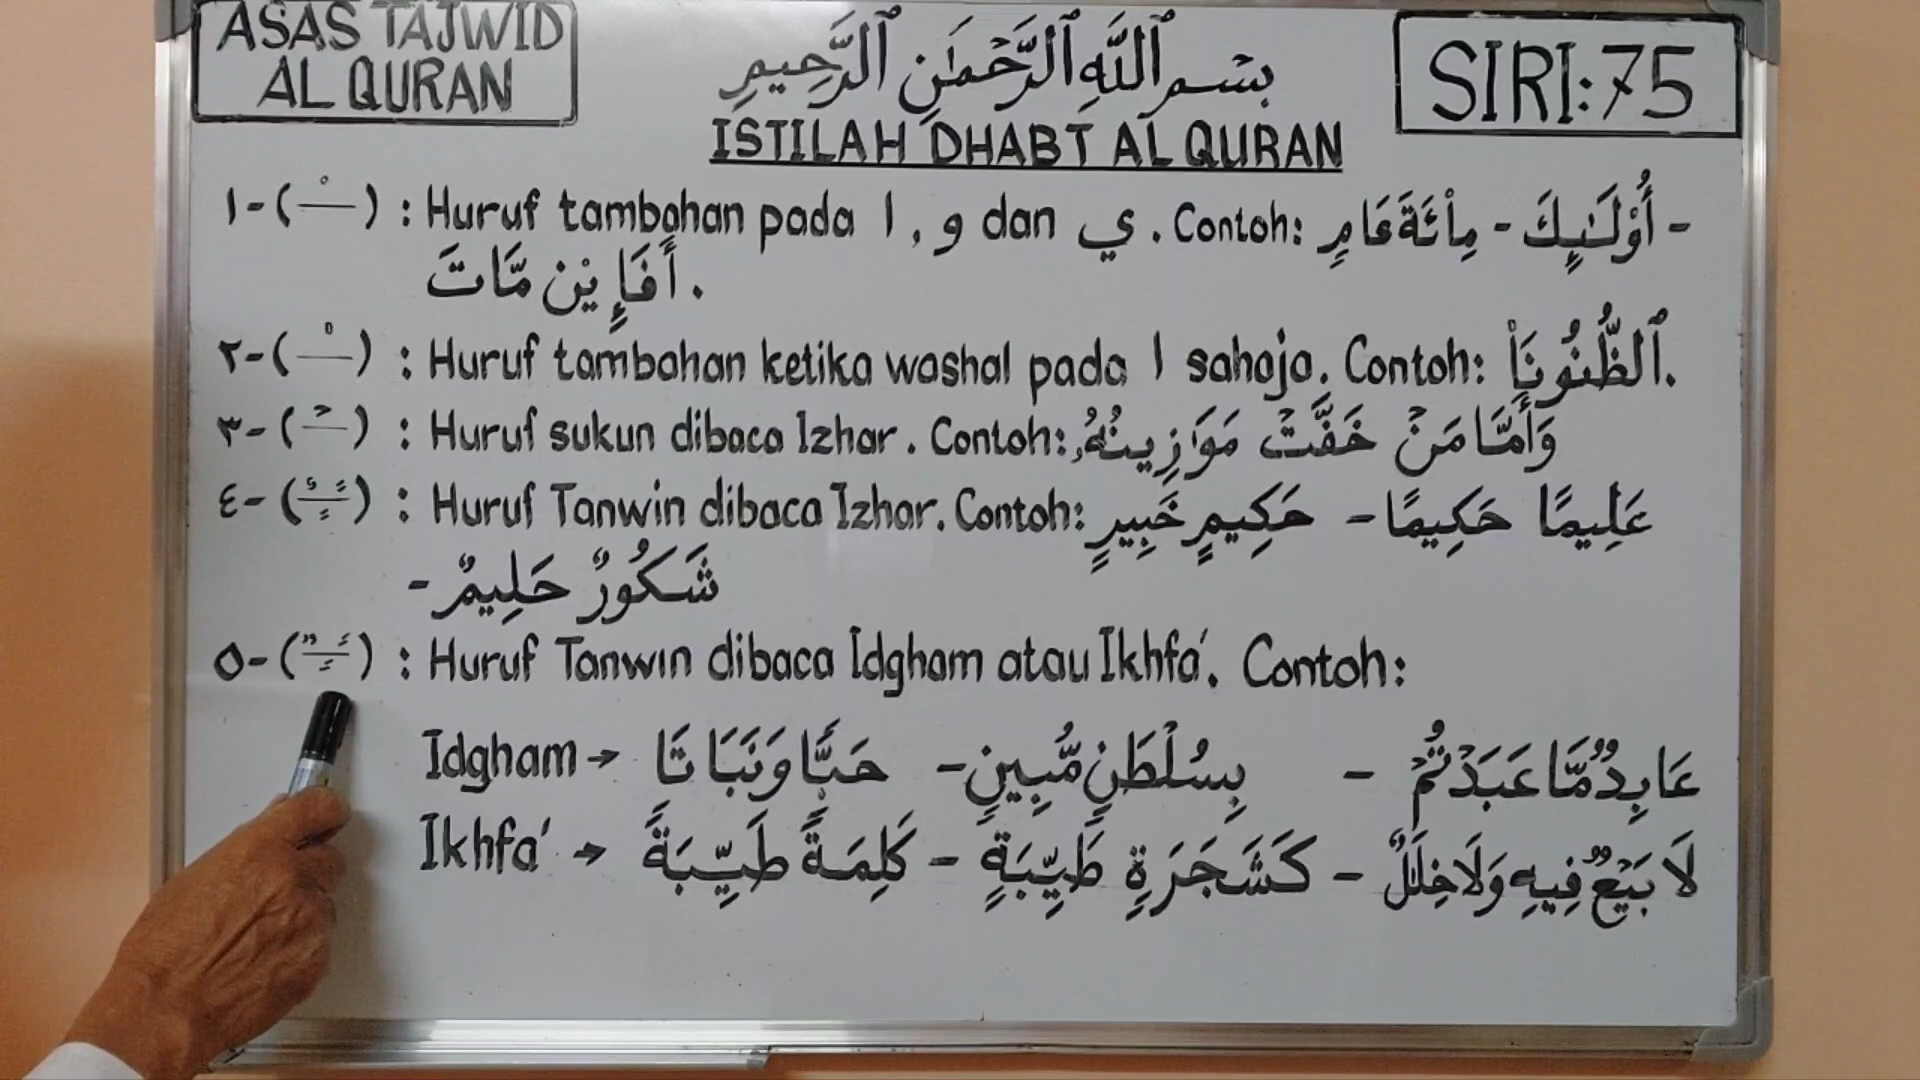 ASAS TAJWID
AL QURAN
بِسْمِ ٱللَّهِ ٱلرَّحْمَٰنِ ٱلرَّحِيمِ
SIRI:75
ISTILAH DHABT AL QURAN
١-( ـْـ ) : Huruf tambahan pada ا , و dan ي . Contoh: أُو۟لَـٰٓئِكَ - مِا۟ئَةَ عَامٍ -
أَفَإِي۟ن مَّاتَ .
٢-( ـ۠ـ ) : Huruf tambahan ketika washal pada ا sahaja. Contoh: ٱلظُّنُونَا۠ .
٣-( ـۡـ ) : Huruf sukun dibaca Izhar . Contoh: وَأَمَّا مَنۡ خَفَّتۡ مَوَٰزِينُهُۥ
٤-( ـًـٍـٌ ) : Huruf Tanwin dibaca Izhar. Contoh: عَلِيمًا حَكِيمًا - حَكِيمٍ خَبِيرٍ
- شَكُورٌ حَلِيمٌ
٥-( ـࣰـࣲـࣱ ) : Huruf Tanwin dibaca Idgham atau Ikhfa'. Contoh:
Idgham → عَابِدࣱ مَّا عَبَدۡتُّمۡ - بِسُلۡطَٰنࣲ مُّبِينࣲ - حَبࣰّا وَنَبَاتࣰا
Ikhfa' → لَا بَيۡعࣱ فِيهِ وَلَا خِلَٰلٌ - كَشَجَرَةࣲ طَيِّبَةࣲ - كَلِمَةࣰ طَيِّبَةࣰ